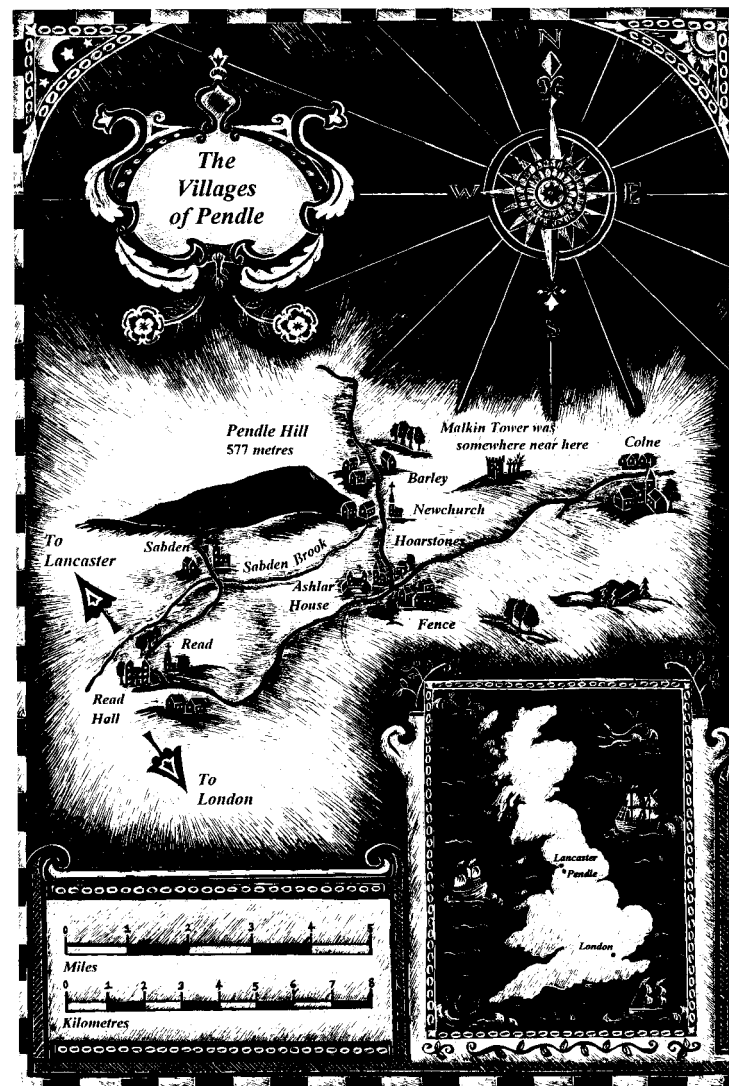 N
The
Villages
of Pendle
W
E
S
Pendle Hill
577 metres
Malkin Tower was
somewhere near here
Colne
Barley
Newchurch
To
Lancaster
Sabden
Sabden Brook
Hoarstones
Ashlar
House
Fence
Read
Read
Hall
To
London
Lancaster
Pendle
London
0 1 2 3 4 5
Miles
0 1 2 3 4 5 6 7 8
Kilometres